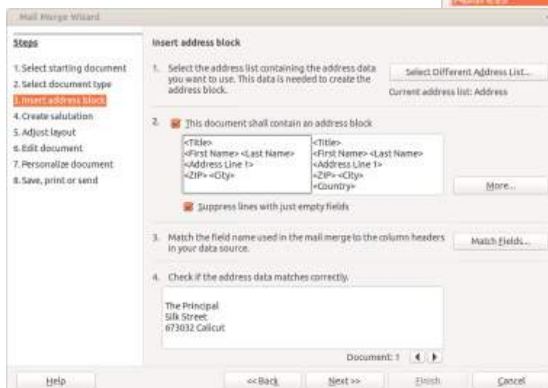 Address
Mail Merge Wizard
Steps
1. Select starting document
2. Select document type
3. Insert address block
4. Create salutation
5. Adjust layout
6. Edit document
7. Personalize document
8. Save, print or send
Insert address block
1. Select the address list containing the address data
you want to use. This data is needed to create the
address block.
Select Different Address List...
Current address list: Address
2. This document shall contain an address block
<Title>
<First Name> <Last Name>
<Address Line 1>
<ZIP> <City>
<Title>
<First Name> <Last Name>
<Address Line 1>
<ZIP> <City>
<Country>
More...
Suppress lines with just empty fields
3. Match the field name used in the mail merge to the column headers
in your data source.
Match Fields...
4. Check if the address data matches correctly.
The Principal
Silk Street
673032 Calicut
Document: 1
Help
<< Back
Next >>
Finish
Cancel